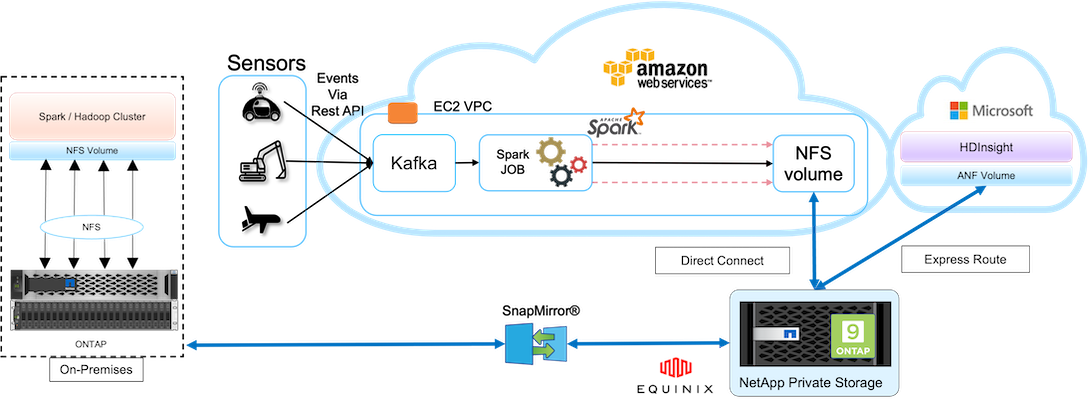 Spark / Hadoop Cluster
NFS Volume
NFS
ONTAP
On-Premises
Sensors
Events
Via
Rest API
amazon
webservices™
EC2 VPC
APACHE
Spark
Kafka
Spark
JOB
NFS
volume
Microsoft
HDInsight
ANF Volume
Direct Connect
Express Route
SnapMirror®
EQUINIX
9
ONTAP
NetApp Private Storage